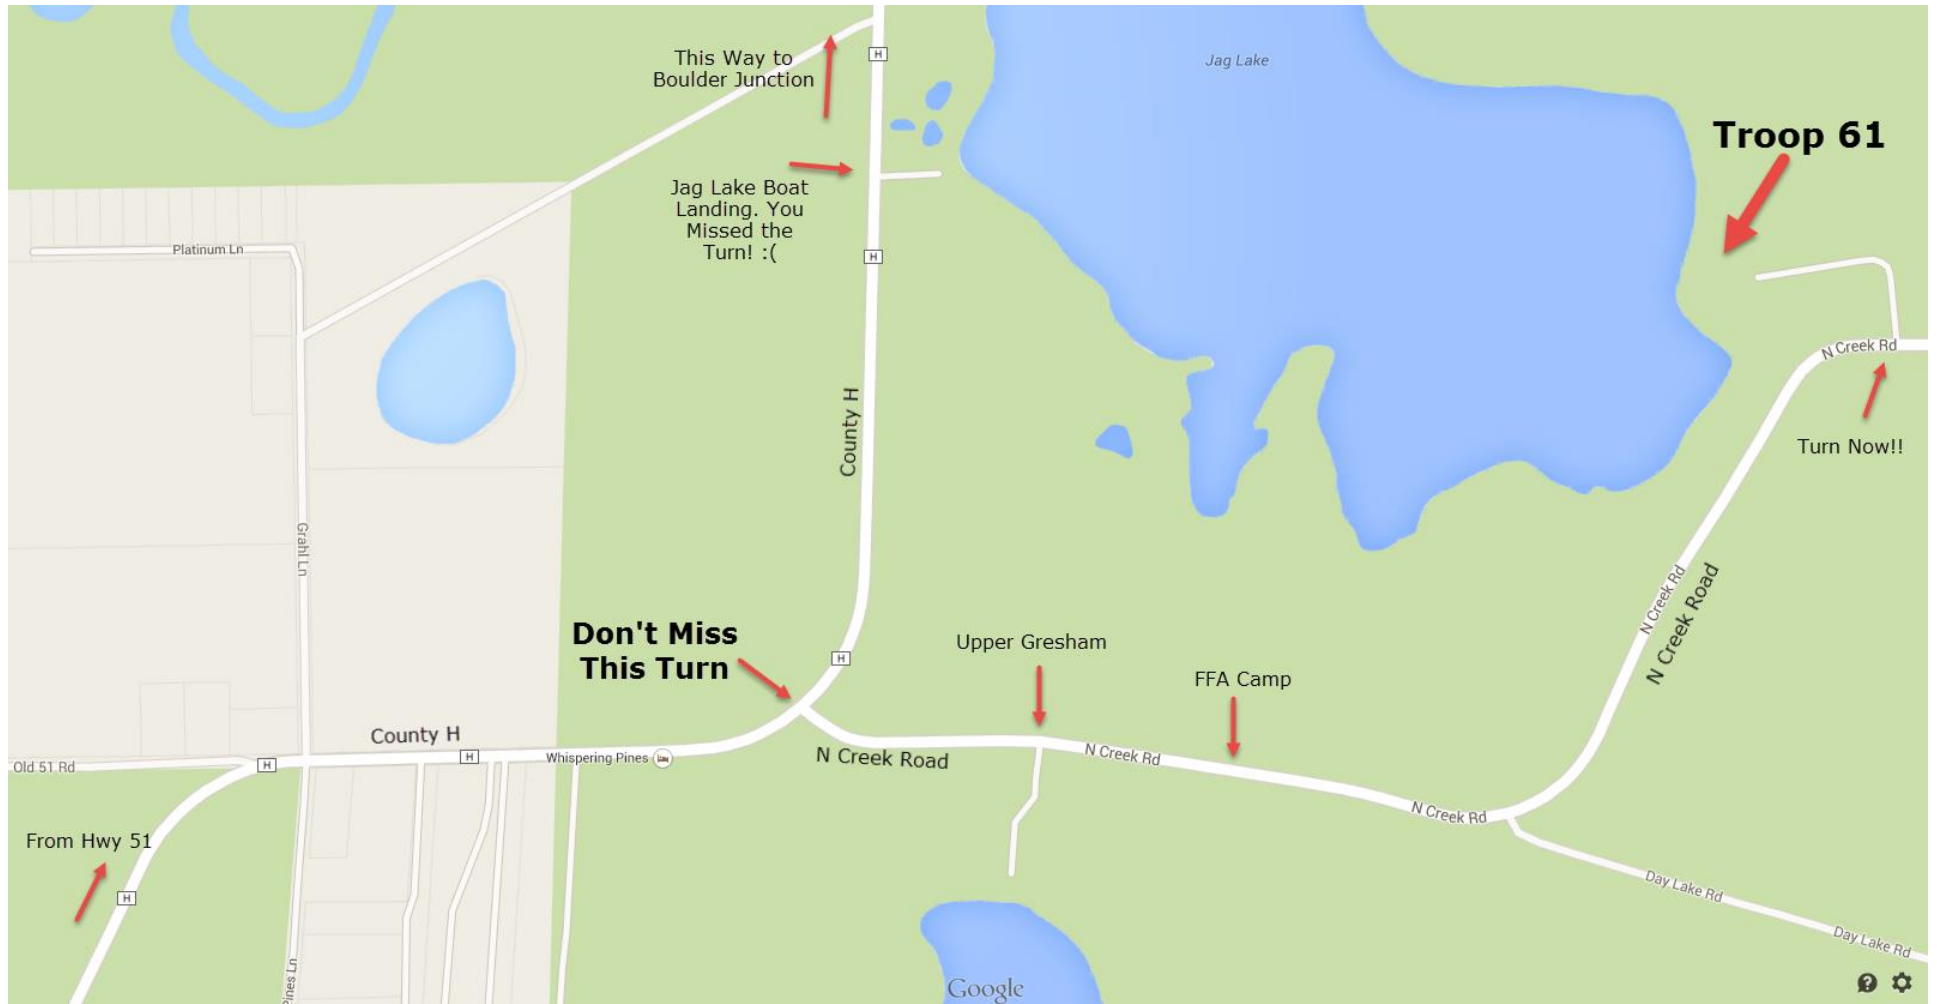 This Way to
Boulder Junction
H
Jag Lake
Troop 61
Jag Lake Boat
Landing. You
Missed the
Turn! :(
Platinum Ln
H
N Creek Rd
County H
Turn Now!!
Grahl Ln
N Creek Rd
N Creek Road
Don't Miss
This Turn
Upper Gresham
H
FFA Camp
County H
Old 51 Rd
H
H
Whispering Pines
N Creek Road
N Creek Rd
N Creek Rd
From Hwy 51
H
Day Lake Rd
Day Lake Rd
Pines Ln
Google
?